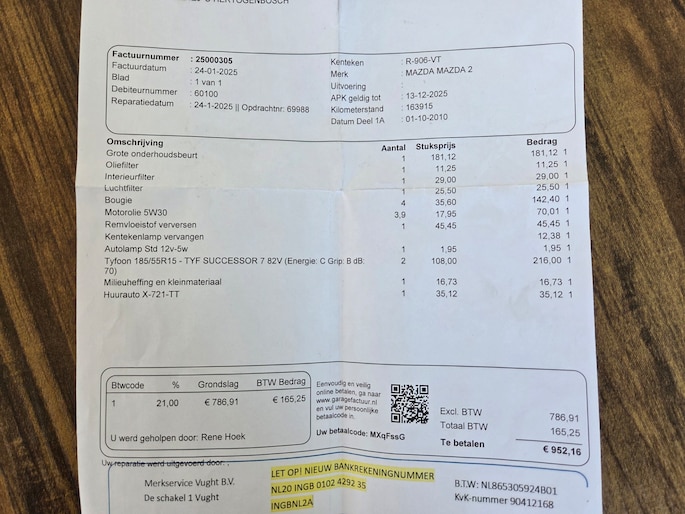 HERTOGENBOSCH
Factuurnummer : 25000305
Factuurdatum : 24-01-2025
Blad : 1 van 1
Debiteurnummer : 60100
Reparatiedatum : 24-1-2025 || Opdrachtnr: 69988
Kenteken : R-906-VT
Merk : MAZDA MAZDA 2
Uitvoering :
APK geldig tot : 13-12-2025
Kilometerstand : 163915
Datum Deel 1A : 01-10-2010
Omschrijving Aantal Stuksprijs Bedrag
Grote onderhoudsbeurt 1 181,12 181,12 1
Oliefilter 1 11,25 11,25 1
Interieurfilter 1 29,00 29,00 1
Luchtfilter 1 25,50 25,50 1
Bougie 4 35,60 142,40 1
Motorolie 5W30 3,9 17,95 70,01 1
Remvloeistof verversen 1 45,45 45,45 1
Kentekenlamp vervangen 12,38 1
Autolamp Std 12v-5w 1 1,95 1,95 1
Tyfoon 185/55R15 - TYF SUCCESSOR 7 82V (Energie: C Grip: B dB: 2 108,00 216,00 1
70)
Milieuheffing en kleinmateriaal 1 16,73 16,73 1
Huurauto X-721-TT 1 35,12 35,12 1
Btwcode % Grondslag BTW Bedrag
1 21,00 € 786,91 € 165,25
U werd geholpen door: Rene Hoek
Eenvoudig en veilig
online betalen, ga naar
www.garagefactuur.nl
en vul uw persoonlijke
betaalcode in.
Uw betaalcode: MXqFssG
Excl. BTW 786,91
Totaal BTW 165,25
Te betalen € 952,16
Uw reparatie werd uitgevoerd door: ,
Merkservice Vught B.V.
De schakel 1 Vught
LET OP! NIEUW BANKREKENINGNUMMER
NL20 INGB 0102 4292 35
INGBNL2A
B.T.W: NL865305924B01
KvK-nummer 90412168